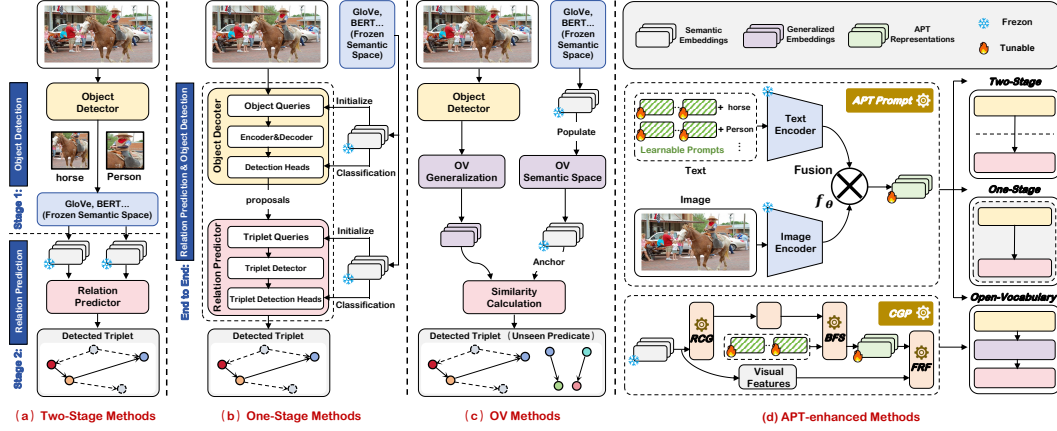 Stage 1:
Object Detection
Object
Detector
horse
Person
GloVe, BERT...
(Frozen Semantic Space)
Stage 2:
Relation Prediction
Relation
Predictor
Detected Triplet
(a) Two-Stage Methods
End to End:
Relation Prediction & Object Detection
GloVe,
BERT...
(Frozen
Semantic
Space)
Object Decoter
Object Queries
Encoder&Decoder
Detection Heads
Initialize
Classification
proposals
Relation Predictor
Triplet Queries
Triplet Detector
Triplet Detection Heads
Initialize
Classification
Detected Triplet
(b) One-Stage Methods
GloVe,
BERT...
(Frozen
Semantic
Space)
Object
Detector
Populate
OV
Generalization
OV
Semantic Space
Anchor
Similarity
Calculation
Detected Triplet (Unseen Predicate)
(c) OV Methods
Semantic
Embeddings
Generalized
Embeddings
APT
Representations
Frezon
Tunable
APT Prompt
+ horse
+ Person
⋮
Learnable Prompts
Text
Text
Encoder
Fusion
fθ
Image
Image
Encoder
CGP
RCG
BFS
FRF
Visual
Features
Two-Stage
One-Stage
Open-Vocabulary
(d) APT-enhanced Methods